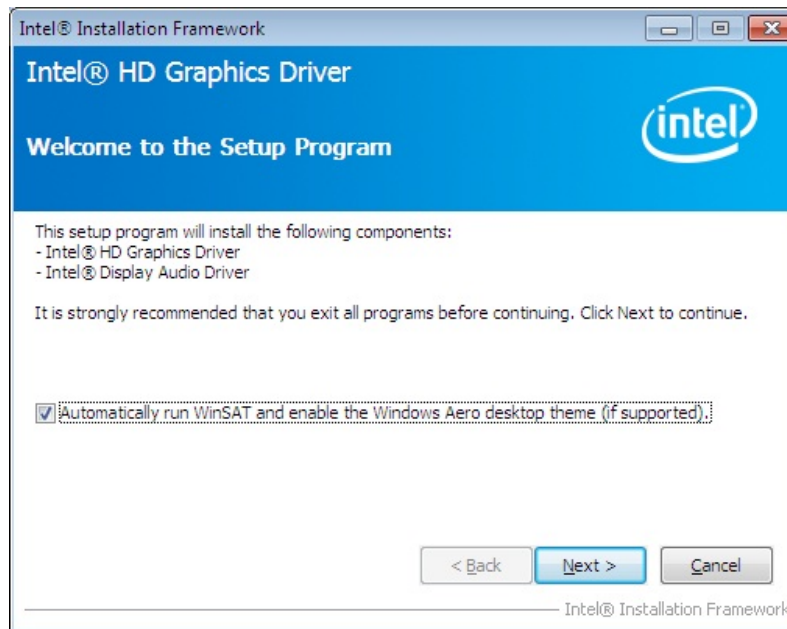 Intel® Installation Framework
Intel® HD Graphics Driver
Welcome to the Setup Program
intel
This setup program will install the following components:
- Intel® HD Graphics Driver
- Intel® Display Audio Driver
It is strongly recommended that you exit all programs before continuing. Click Next to continue.
Automatically run WinSAT and enable the Windows Aero desktop theme (if supported).
< Back Next > Cancel
Intel® Installation Framework